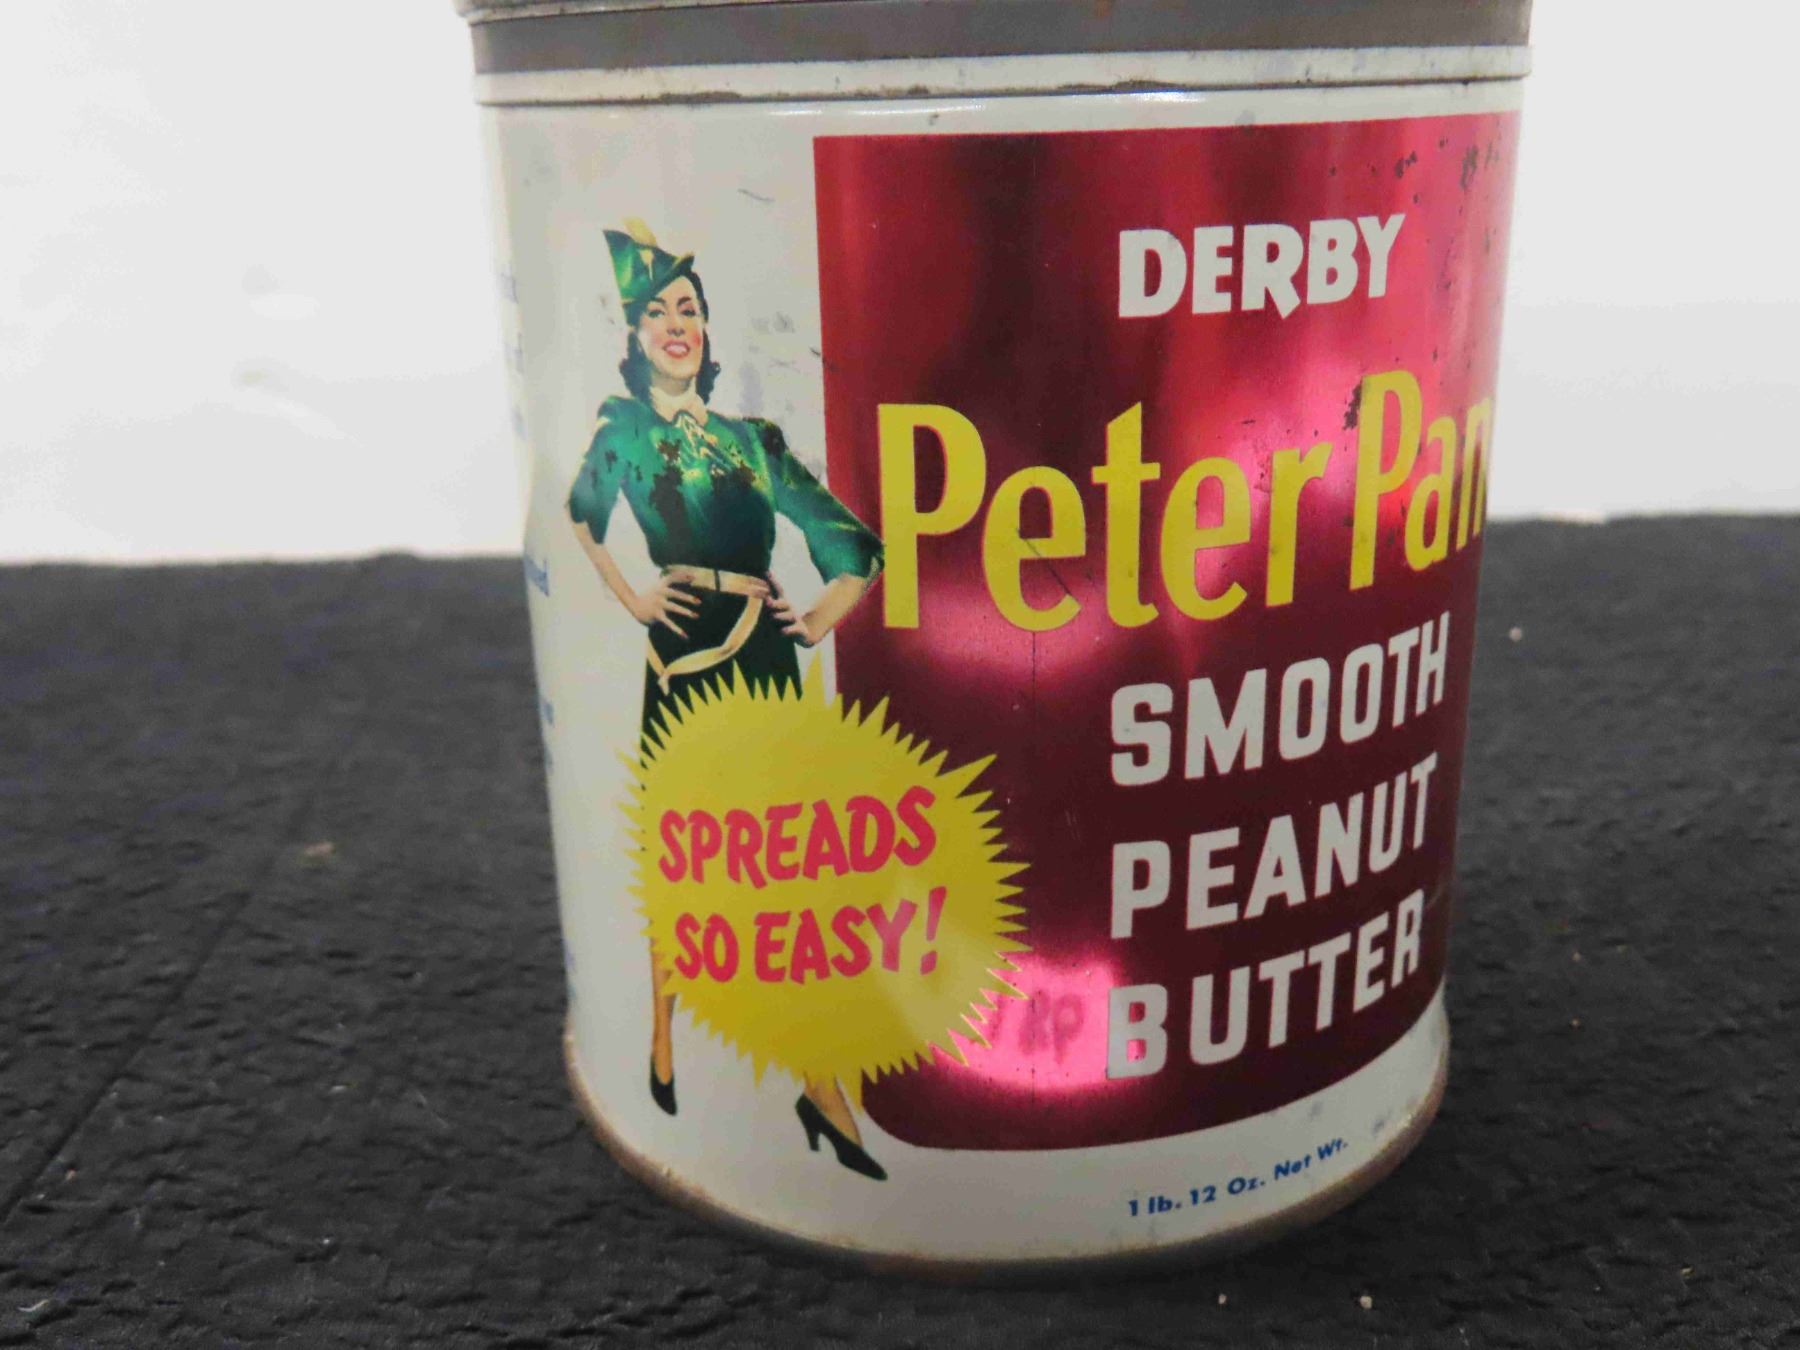 DERBY
Peter Pan
SMOOTH
PEANUT
BUTTER
SPREADS
SO EASY!
1 lb. 12 Oz. Net Wt.